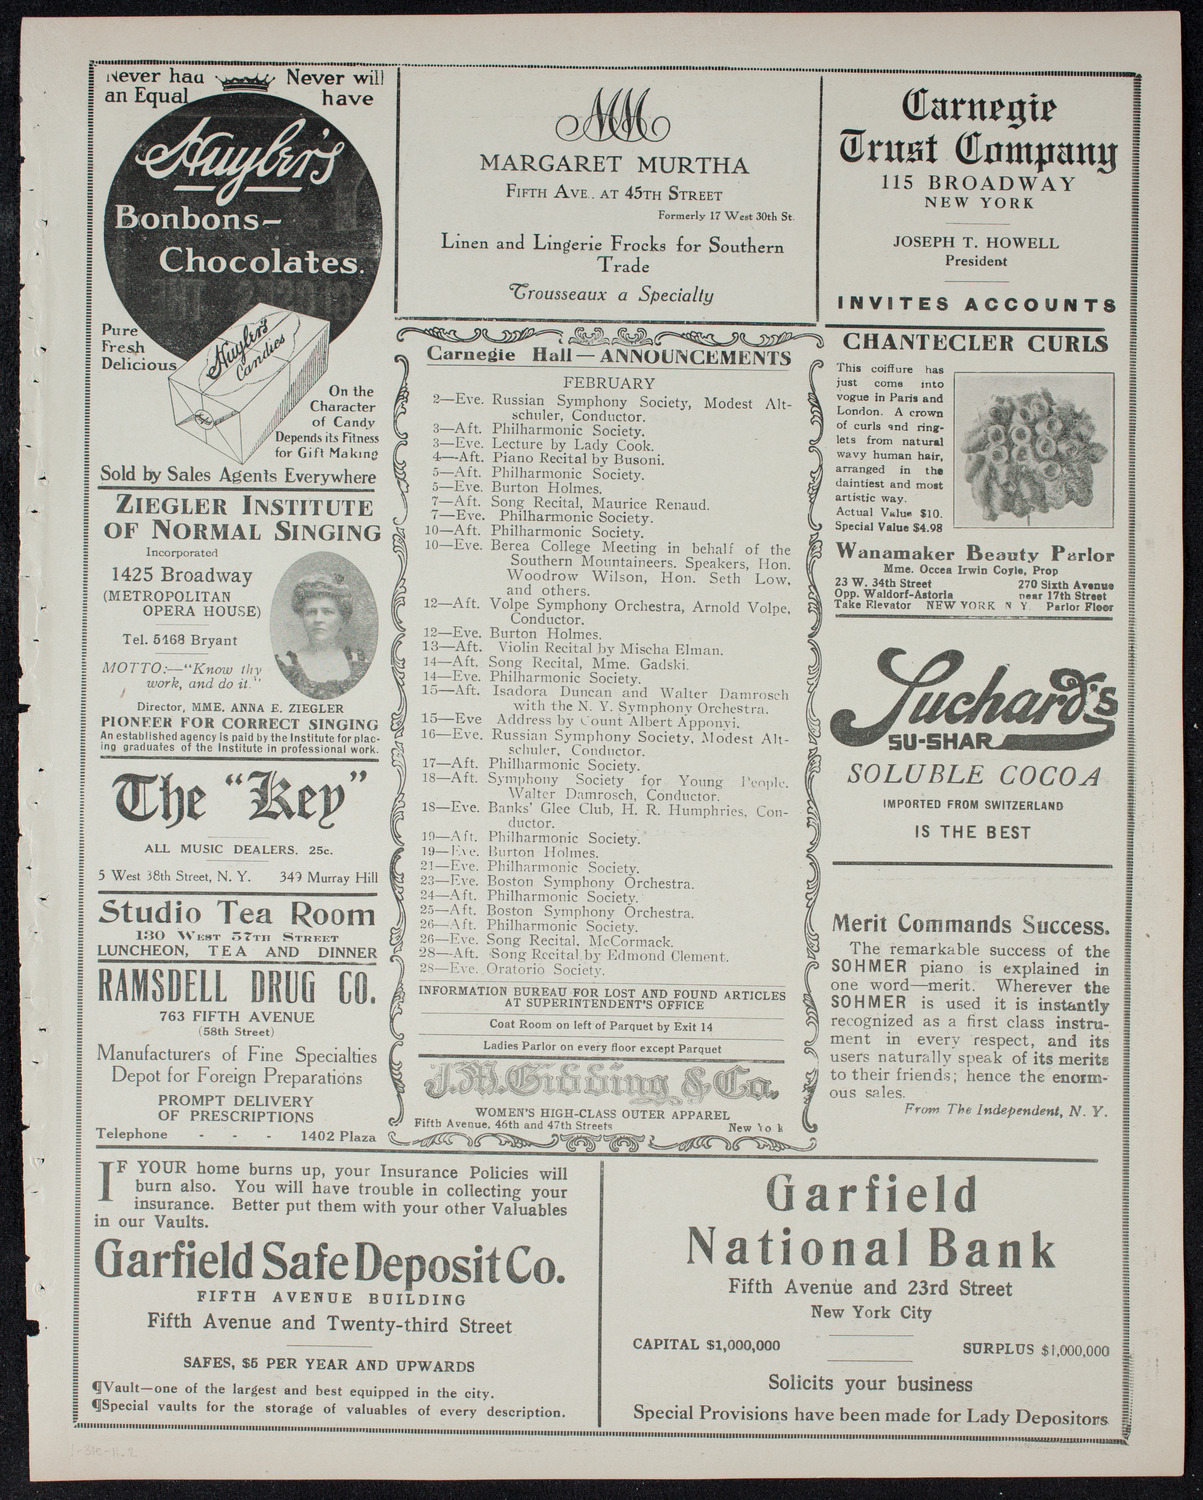 Never had Never will
an Equal have
Huyler's
Bonbons-
Chocolates.
Pure
Fresh
Delicious
Huyler's
Candies
On the
Character
of Candy
Depends its Fitness
for Gift Making
Sold by Sales Agents Everywhere
ZIEGLER INSTITUTE
OF NORMAL SINGING
Incorporated
1425 Broadway
(METROPOLITAN
OPERA HOUSE)
Tel. 5468 Bryant
MOTTO:—"Know thy
work, and do it."
Director, MME. ANNA E. ZIEGLER
PIONEER FOR CORRECT SINGING
An established agency is paid by the Institute for plac-
ing graduates of the Institute in professional work.
The "Key"
ALL MUSIC DEALERS. 25c.
5 West 38th Street, N. Y. 349 Murray Hill
Studio Tea Room
130 WEST 57TH STREET
LUNCHEON, TEA AND DINNER
RAMSDELL DRUG CO.
763 FIFTH AVENUE
(58th Street)
Manufacturers of Fine Specialties
Depot for Foreign Preparations
PROMPT DELIVERY
OF PRESCRIPTIONS
Telephone - - - 1402 Plaza
MM
MARGARET MURTHA
FIFTH AVE., AT 45TH STREET
Formerly 17 West 30th St.
Linen and Lingerie Frocks for Southern
Trade
Trousseaux a Specialty
Carnegie Hall—ANNOUNCEMENTS
FEBRUARY
2—Eve. Russian Symphony Society, Modest Alt-
schuler, Conductor.
3—Aft. Philharmonic Society.
3—Eve. Lecture by Lady Cook.
4—Aft. Piano Recital by Busoni.
5—Aft. Philharmonic Society.
5—Eve. Burton Holmes.
7—Aft. Song Recital, Maurice Renaud.
7—Eve. Philharmonic Society.
10—Aft. Philharmonic Society.
10—Eve. Berea College Meeting in behalf of the
Southern Mountaineers. Speakers, Hon.
Woodrow Wilson, Hon. Seth Low,
and others.
12—Aft. Volpe Symphony Orchestra, Arnold Volpe,
Conductor.
12—Eve. Burton Holmes.
13—Aft. Violin Recital by Mischa Elman.
14—Aft. Song Recital, Mme. Gadski.
14—Eve. Philharmonic Society.
15—Aft. Isadora Duncan and Walter Damrosch
with the N. Y. Symphony Orchestra.
15—Eve Address by Count Albert Apponyi.
16—Eve. Russian Symphony Society, Modest Alt-
schuler, Conductor.
17—Aft. Philharmonic Society.
18—Aft. Symphony Society for Young People.
Walter Damrosch, Conductor.
18—Eve. Banks' Glee Club, H. R. Humphries, Con-
ductor.
19—Aft. Philharmonic Society.
19—Eve. Burton Holmes.
21—Eve. Philharmonic Society.
23—Eve. Boston Symphony Orchestra.
24—Aft. Philharmonic Society.
25—Aft. Boston Symphony Orchestra.
26—Aft. Philharmonic Society.
26—Eve. Song Recital, McCormack.
28—Aft. Song Recital by Edmond Clement.
28—Eve. Oratorio Society.
INFORMATION BUREAU FOR LOST AND FOUND ARTICLES
AT SUPERINTENDENT'S OFFICE
Coat Room on left of Parquet by Exit 14
Ladies Parlor on every floor except Parquet
J.M. Gidding & Co.
WOMEN'S HIGH-CLASS OUTER APPAREL
Fifth Avenue, 46th and 47th Streets New Yo k
Carnegie
Trust Company
115 BROADWAY
NEW YORK
JOSEPH T. HOWELL
President
INVITES ACCOUNTS
CHANTECLER CURLS
This coiffure has
just come into
vogue in Paris and
London. A crown
of curls and ring-
lets from natural
wavy human hair,
arranged in the
daintiest and most
artistic way.
Actual Value $10.
Special Value $4.98
Wanamaker Beauty Parlor
Mme. Occea Irwin Coyle, Prop
23 W. 34th Street 270 Sixth Avenue
Opp. Waldorf-Astoria near 17th Street
Take Elevator NEW YORK N Y. Parlor Floor
Suchard's
SU-SHAR
SOLUBLE COCOA
IMPORTED FROM SWITZERLAND
IS THE BEST
Merit Commands Success.
The remarkable success of the
SOHMER piano is explained in
one word—merit. Wherever the
SOHMER is used it is instantly
recognized as a first class instru-
ment in every respect, and its
users naturally speak of its merits
to their friends; hence the enorm-
ous sales.
From The Independent, N. Y.
IF YOUR home burns up, your Insurance Policies will
burn also. You will have trouble in collecting your
insurance. Better put them with your other Valuables
in our Vaults.
Garfield Safe Deposit Co.
FIFTH AVENUE BUILDING
Fifth Avenue and Twenty-third Street
SAFES, $5 PER YEAR AND UPWARDS
¶Vault—one of the largest and best equipped in the city.
¶Special vaults for the storage of valuables of every description.
Garfield
National Bank
Fifth Avenue and 23rd Street
New York City
CAPITAL $1,000,000 SURPLUS $1,000,000
Solicits your business
Special Provisions have been made for Lady Depositors